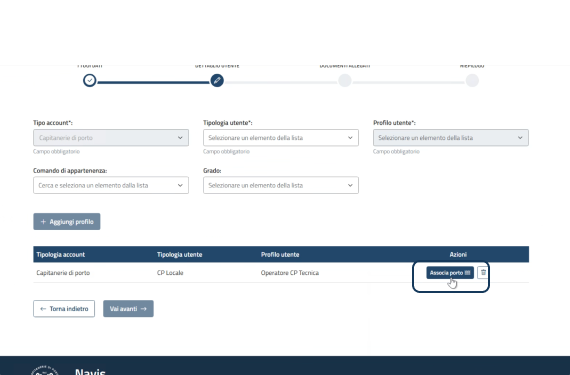 I TUOI DATI DETTAGLIO UTENTE DOCUMENTI ALLEGATI RIEPILOGO
Tipo account*: Tipologia utente*: Profilo utente*:
Capitanerie di porto Selezionare un elemento della lista Selezionare un elemento della lista
Campo obbligatorio Campo obbligatorio Campo obbligatorio
Comando di appartenenza: Grado:
Cerca e seleziona un elemento dalla lista Selezionare un elemento della lista
+ Aggiungi profilo
Tipologia account Tipologia utente Profilo utente Azioni
Capitanerie di porto CP Locale Operatore CP Tecnica Associa porto
← Torna indietro Vai avanti →
Navis